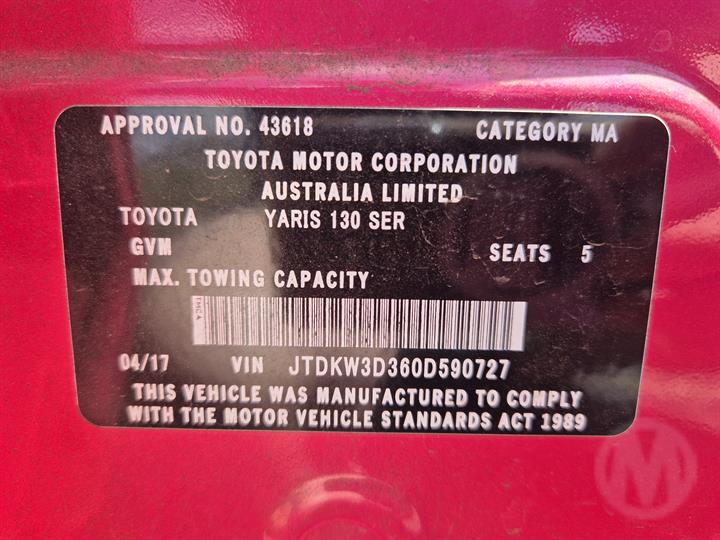 APPROVAL NO. 43618 CATEGORY MA
TOYOTA MOTOR CORPORATION
AUSTRALIA LIMITED
TOYOTA YARIS 130 SER
GVM SEATS 5
MAX. TOWING CAPACITY
TMCA
04/17 VIN JTDKW3D360D590727
THIS VEHICLE WAS MANUFACTURED TO COMPLY
WITH THE MOTOR VEHICLE STANDARDS ACT 1989
M